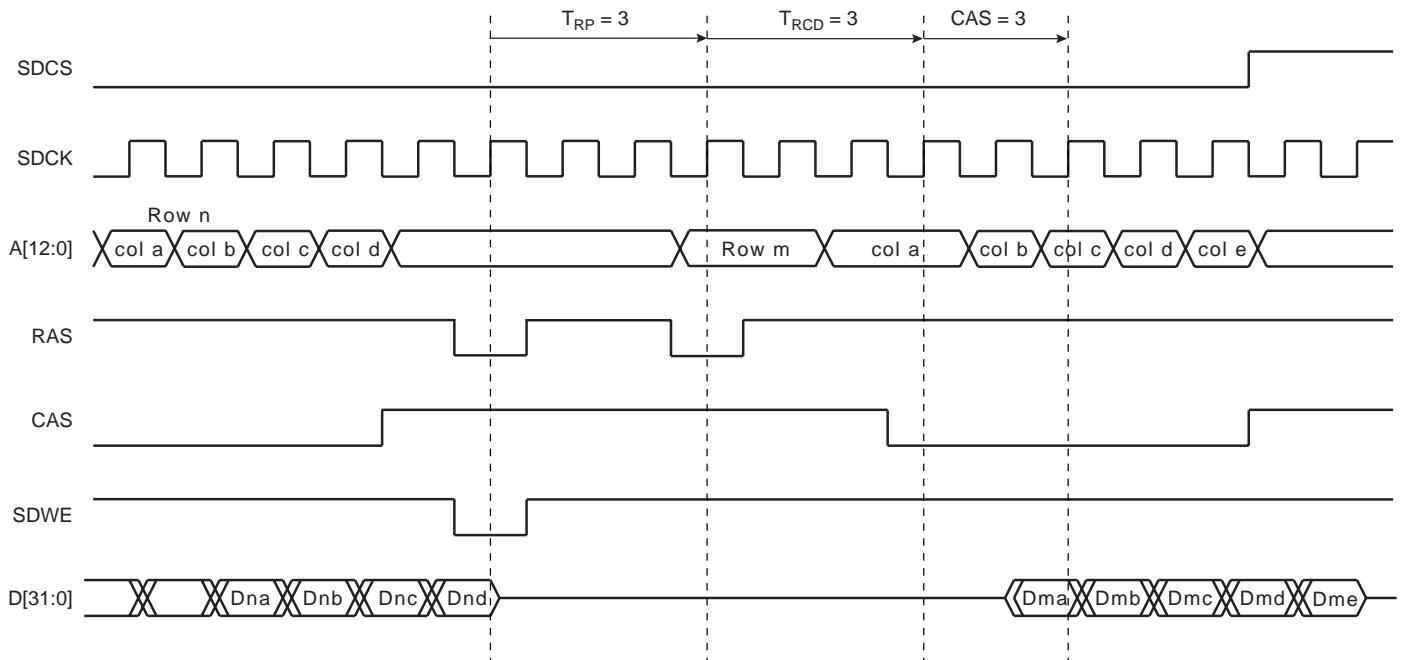 T_RP = 3 T_RCD = 3 CAS = 3
SDCS
SDCK
Row n
A[12:0] col a col b col c col d Row m col a col b col c col d col e
RAS
CAS
SDWE
D[31:0] Dna Dnb Dnc Dnd Dma Dmb Dmc Dmd Dme